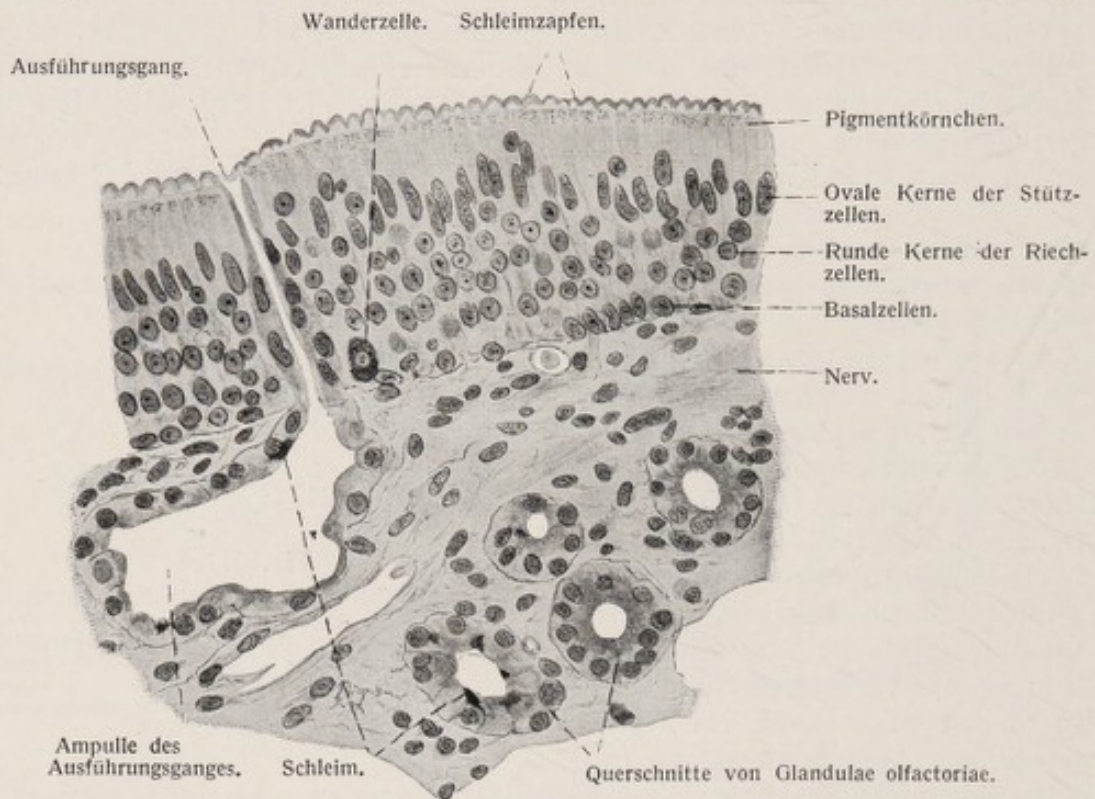 Wanderzelle. Schleimzapfen.
Ausführungsgang.
Pigmentkörnchen.
Ovale Kerne der Stütz-
zellen.
Runde Kerne der Riech-
zellen.
Basalzellen.
Nerv.
Ampulle des
Ausführungsganges. Schleim.
Querschnitte von Glandulae olfactoriae.